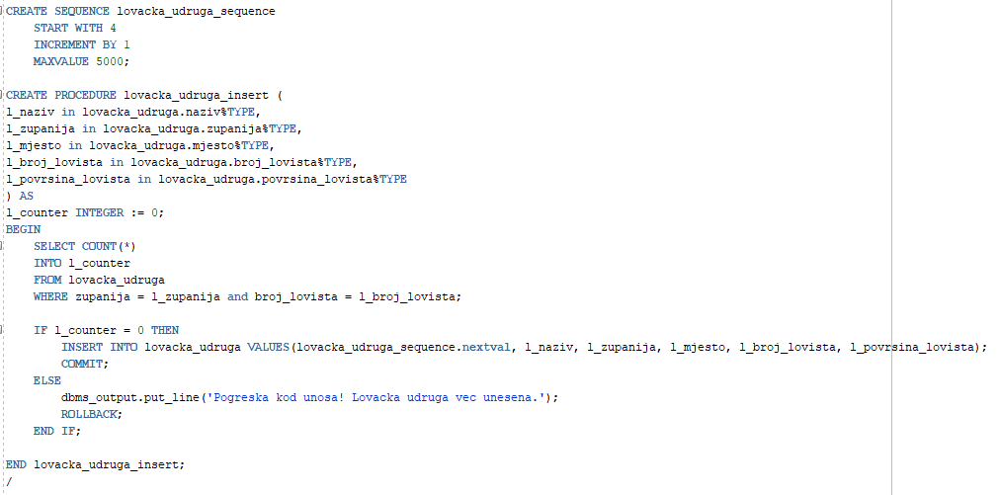 CREATE SEQUENCE lovacka_udruga_sequence
    START WITH 4
    INCREMENT BY 1
    MAXVALUE 5000;

CREATE PROCEDURE lovacka_udruga_insert (
l_naziv in lovacka_udruga.naziv%TYPE,
l_zupanija in lovacka_udruga.zupanija%TYPE,
l_mjesto in lovacka_udruga.mjesto%TYPE,
l_broj_lovista in lovacka_udruga.broj_lovista%TYPE,
l_povrsina_lovista in lovacka_udruga.povrsina_lovista%TYPE
) AS
l_counter INTEGER := 0;
BEGIN
    SELECT COUNT(*)
    INTO l_counter
    FROM lovacka_udruga
    WHERE zupanija = l_zupanija and broj_lovista = l_broj_lovista;

    IF l_counter = 0 THEN
        INSERT INTO lovacka_udruga VALUES(lovacka_udruga_sequence.nextval, l_naziv, l_zupanija, l_mjesto, l_broj_lovista, l_povrsina_lovista);
        COMMIT;
    ELSE
        dbms_output.put_line('Pogreska kod unosa! Lovacka udruga vec unesena.');
        ROLLBACK;
    END IF;

END lovacka_udruga_insert;
/